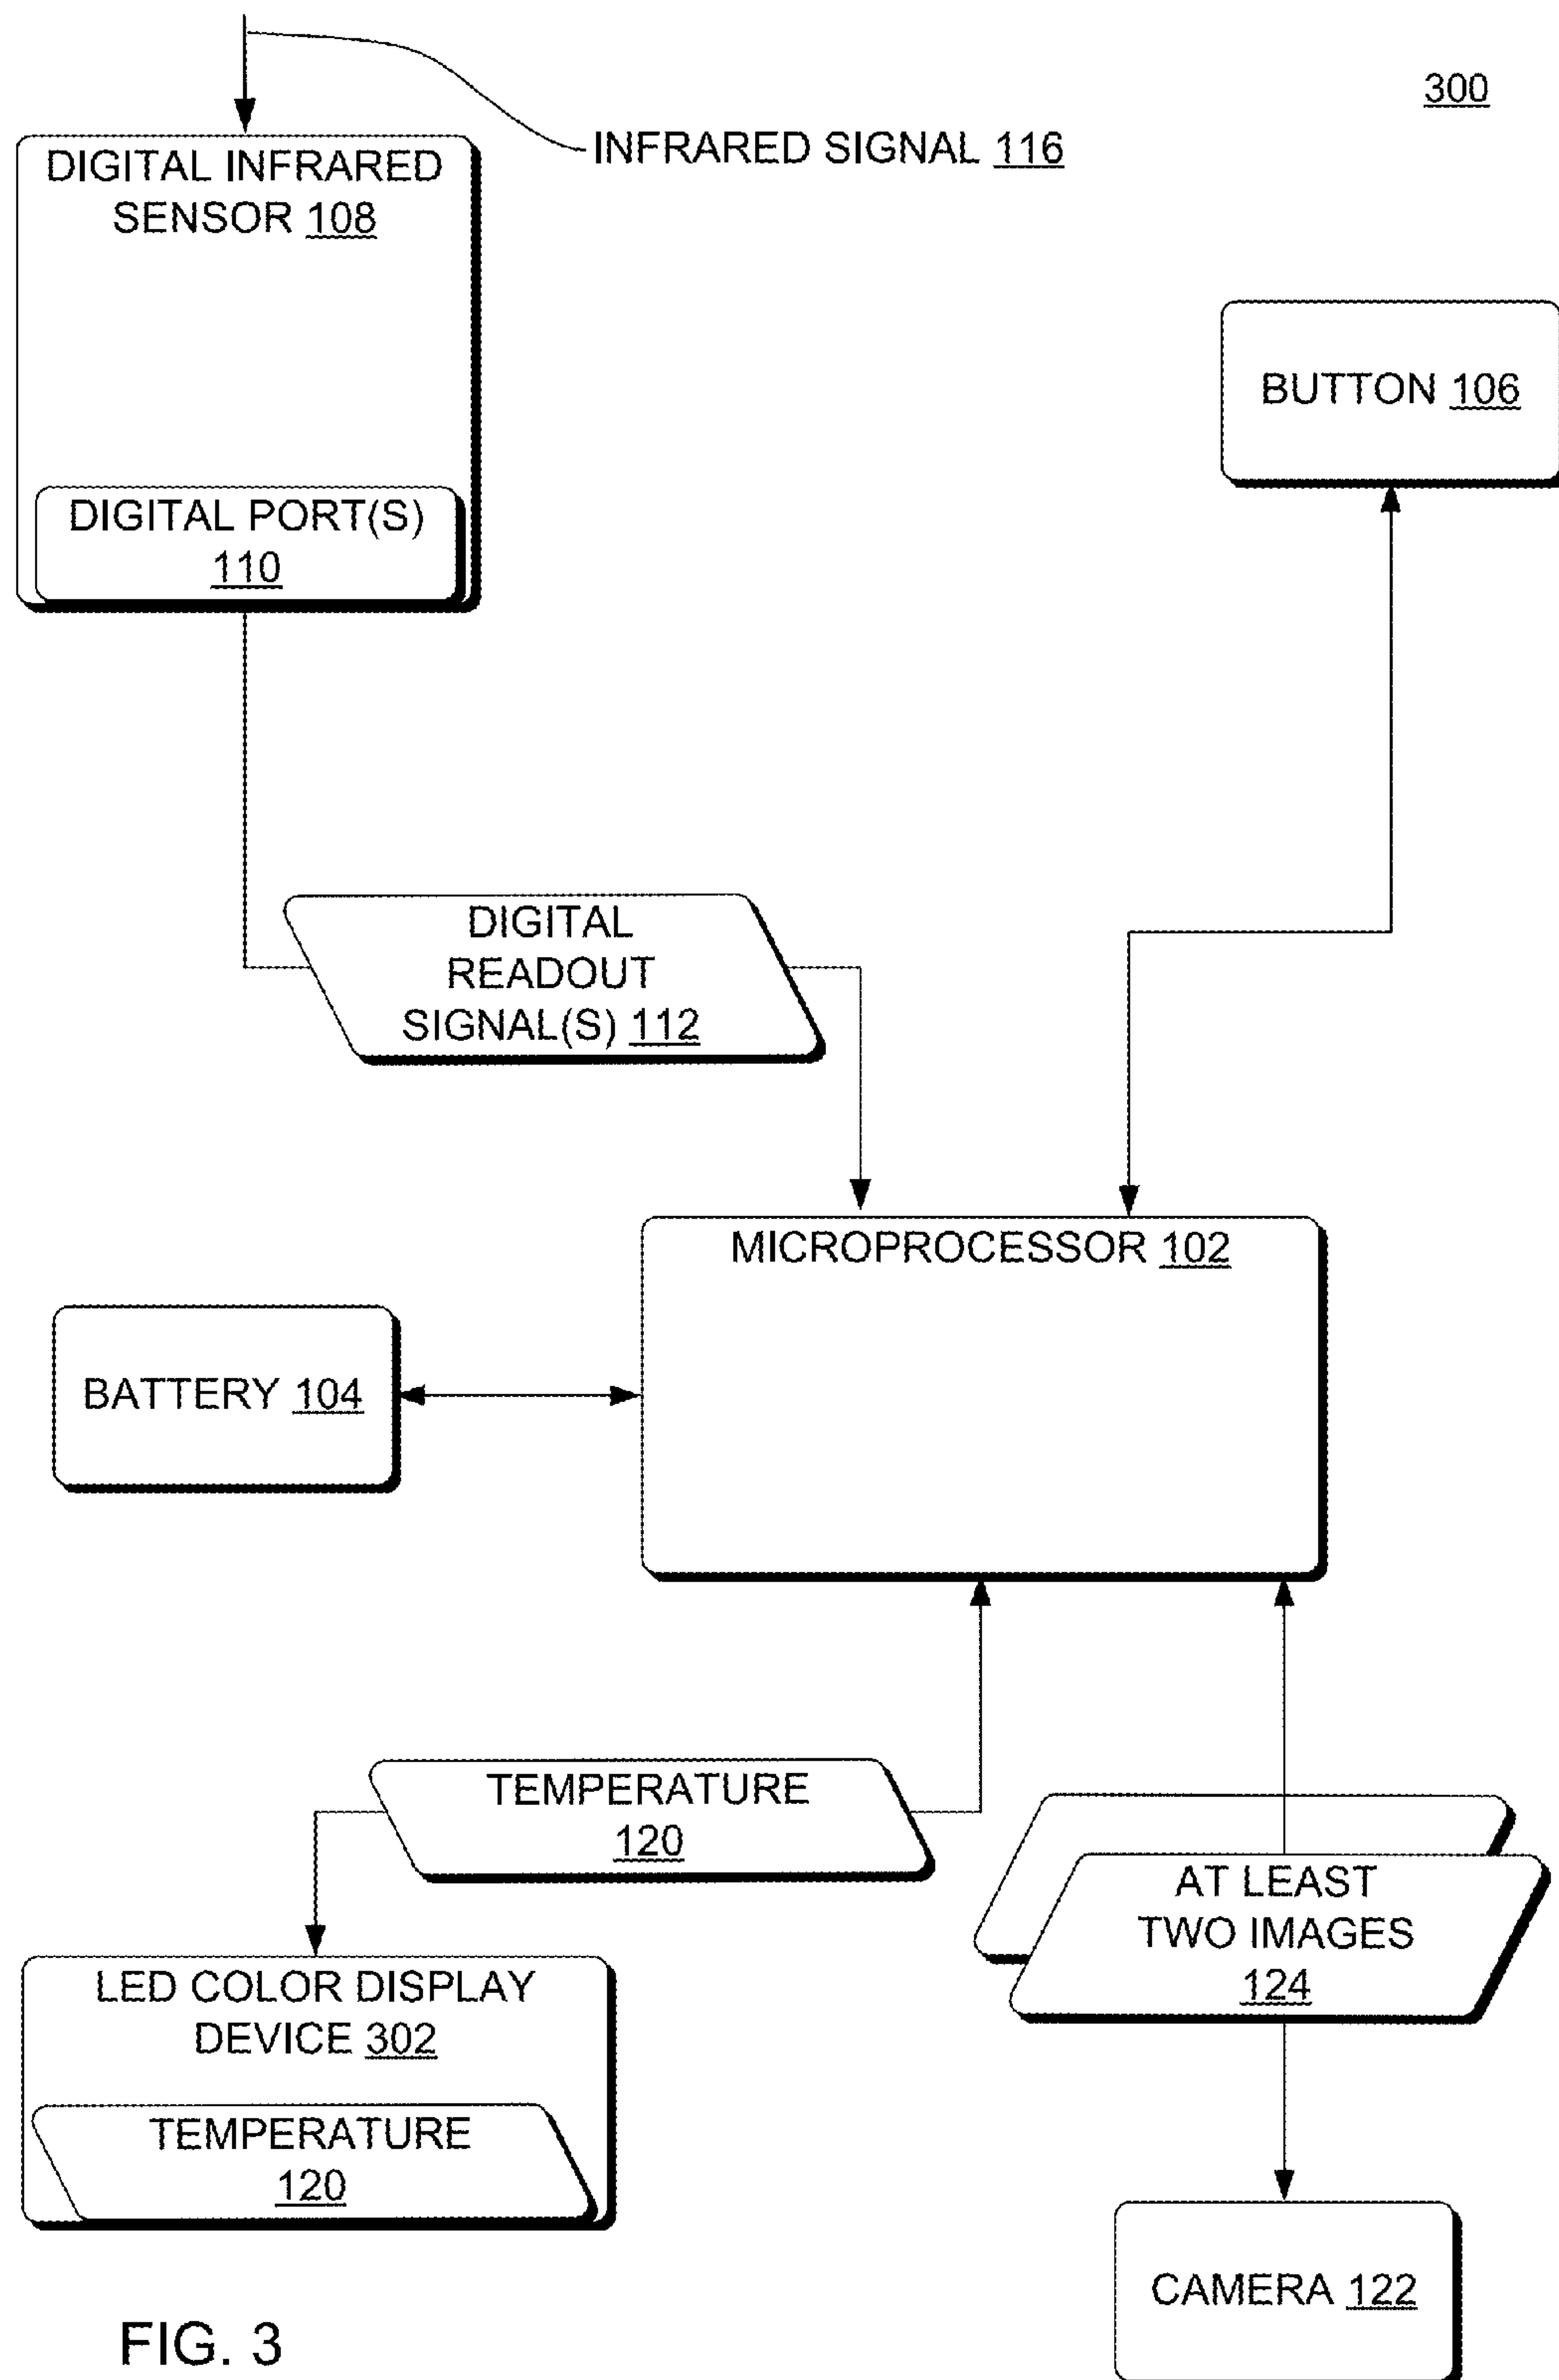 300
INFRARED SIGNAL 116
DIGITAL INFRARED
SENSOR 108
BUTTON 106
DIGITAL PORT(S)
110
DIGITAL
READOUT
SIGNAL(S) 112
MICROPROCESSOR 102
BATTERY 104
TEMPERATURE
120
AT LEAST
TWO IMAGES
124
LED COLOR DISPLAY
DEVICE 302
TEMPERATURE
120
CAMERA 122
FIG. 3